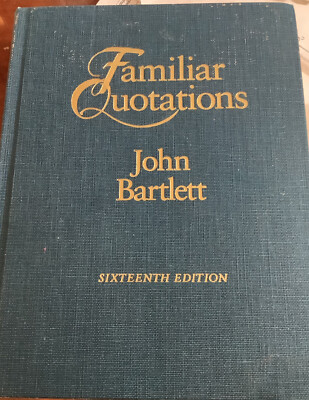 Familiar
Quotations
John
Bartlett
SIXTEENTH EDITION